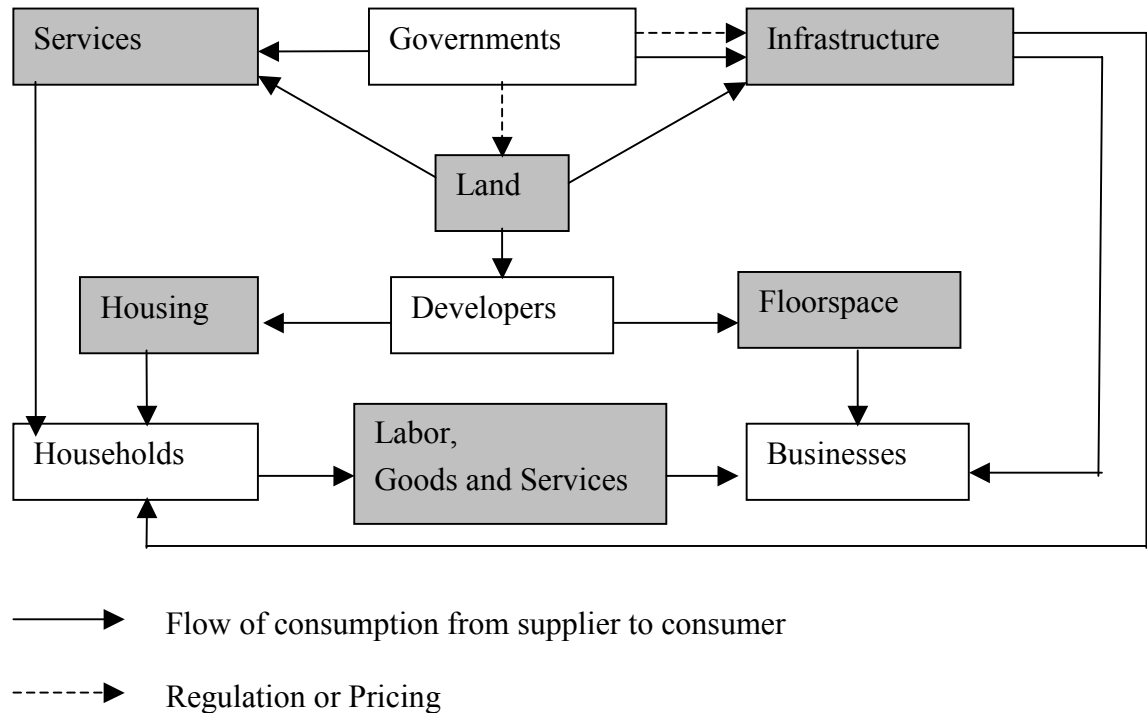 Services
Governments
Infrastructure
Land
Housing
Developers
Floorspace
Households
Labor,
Goods and Services
Businesses
Flow of consumption from supplier to consumer
Regulation or Pricing